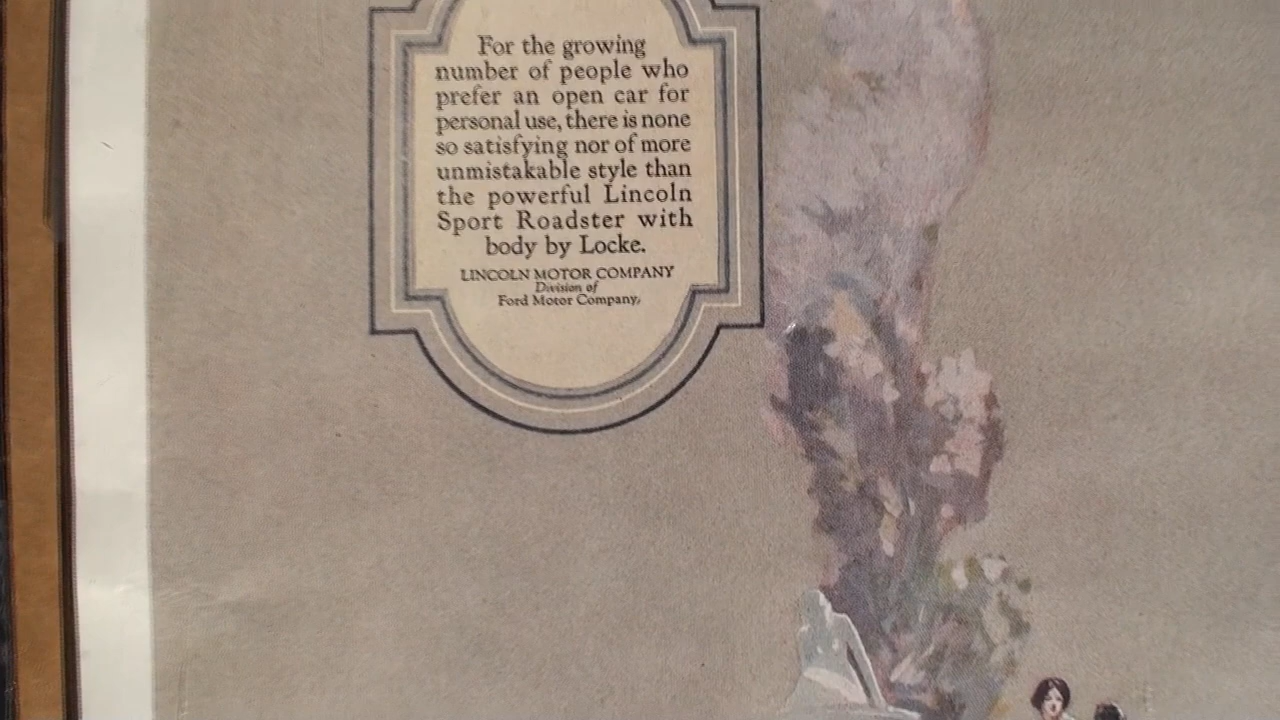 For the growing
number of people who
prefer an open car for
personal use, there is none
so satisfying nor of more
unmistakable style than
the powerful Lincoln
Sport Roadster with
body by Locke.
LINCOLN MOTOR COMPANY
Division of
Ford Motor Company,